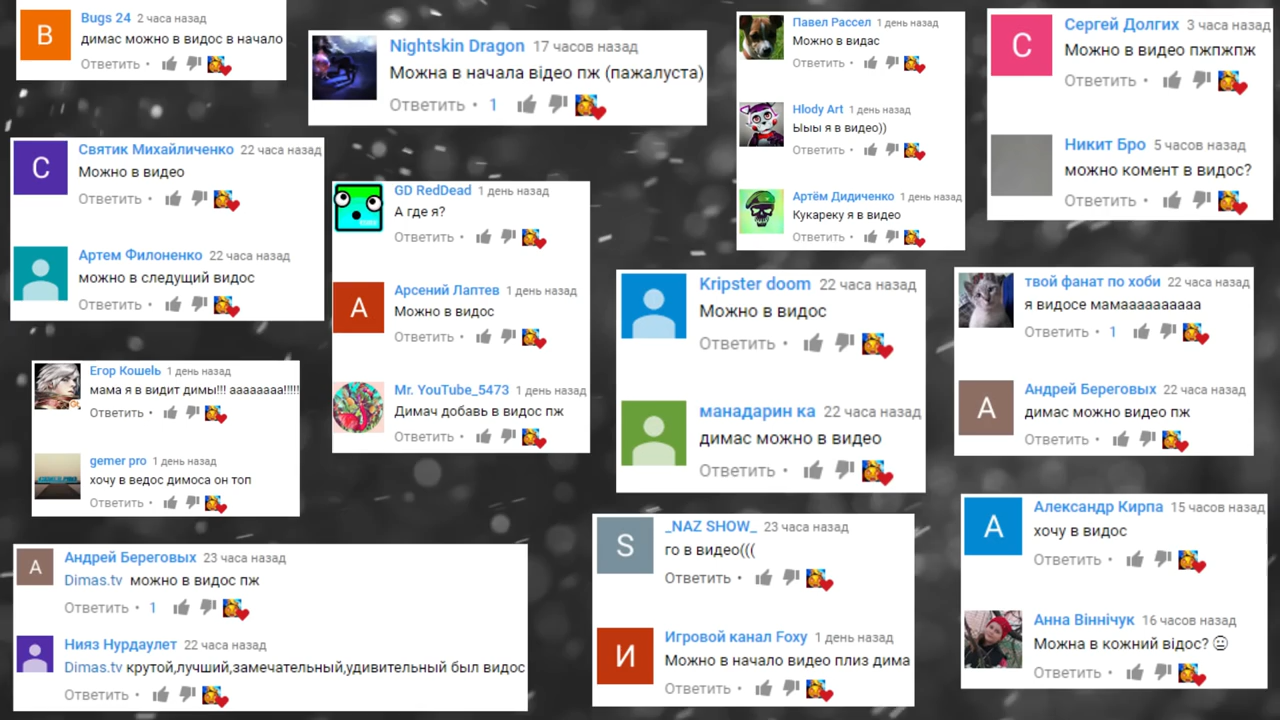 B
Bugs 24 2 часа назад
димас можно в видос в начало
Ответить
Nightskin Dragon 17 часов назад
Можна в начала відео пж (пажалуста)
Ответить 1
Павел Рассел 1 день назад
Можно в видас
Ответить
Hlody Art 1 день назад
Ыыы я в видео))
Ответить
Артём Дидиченко 1 день назад
Кукареку я в видео
Ответить
С
Сергей Долгих 3 часа назад
Можно в видео пжпжпж
Ответить
Никит Бро 5 часов назад
можно комент в видос?
Ответить
С
Святик Михайличенко 22 часа назад
Можно в видео
Ответить
Артем Филоненко 22 часа назад
можно в следущий видос
Ответить
GD RedDead 1 день назад
А где я?
Ответить
А
Арсений Лаптев 1 день назад
Можно в видос
Ответить
Mr. YouTube_5473 1 день назад
Димач добавь в видос пж
Ответить
Kripster doom 22 часа назад
Можно в видос
Ответить
манадарин ка 22 часа назад
димас можно в видео
Ответить
твой фанат по хоби 22 часа назад
я видосе мамаааааааааа
Ответить 1
А
Андрей Береговых 22 часа назад
димас можно видео пж
Ответить
Егор Кошель 1 день назад
мама я в видит димы!!! аааааааа!!!!!
Ответить
gemer pro 1 день назад
хочу в ведос димоса он топ
Ответить
А
Андрей Береговых 23 часа назад
Dimas.tv можно в видос пж
Ответить 1
Нияз Нурдаулет 22 часа назад
Dimas.tv крутой,лучший,замечательный,удивительный был видос
Ответить
S
_NAZ SHOW_ 23 часа назад
го в видео(((
Ответить
И
Игровой канал Foxy 1 день назад
Можно в начало видео плиз дима
Ответить
А
Александр Кирпа 15 часов назад
хочу в видос
Ответить
Анна Віннічук 16 часов назад
Можна в кожний відос? 😐
Ответить